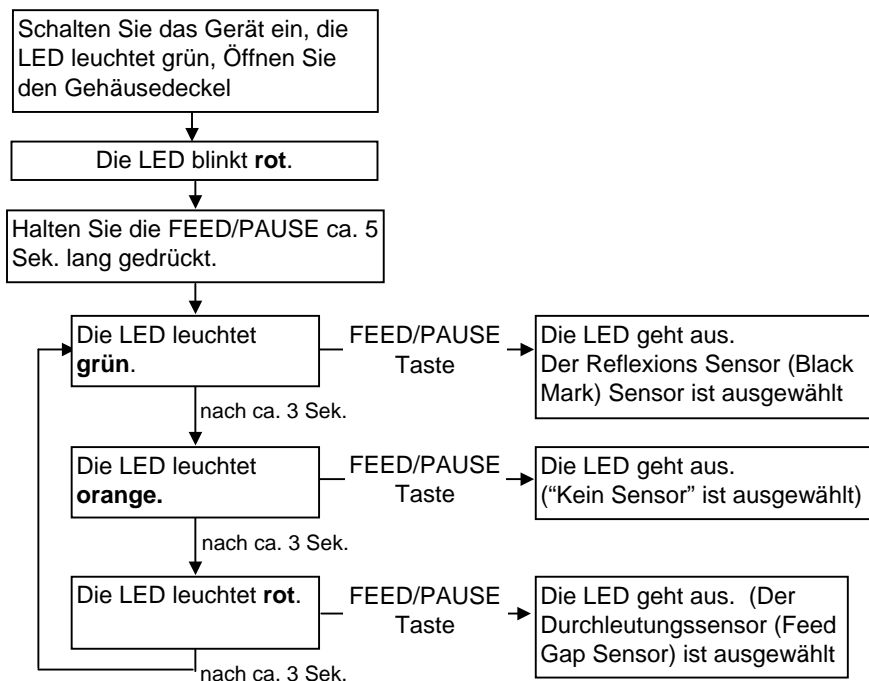 Schalten Sie das Gerät ein, die
LED leuchtet grün, Öffnen Sie
den Gehäusedeckel
Die LED blinkt rot.
Halten Sie die FEED/PAUSE ca. 5
Sek. lang gedrückt.
Die LED leuchtet
grün.
FEED/PAUSE
Taste
Die LED geht aus.
Der Reflexions Sensor (Black
Mark) Sensor ist ausgewählt
nach ca. 3 Sek.
Die LED leuchtet
orange.
FEED/PAUSE
Taste
Die LED geht aus.
(“Kein Sensor” ist ausgewählt)
nach ca. 3 Sek.
Die LED leuchtet rot.
FEED/PAUSE
Taste
Die LED geht aus. (Der
Durchleutungssensor (Feed
Gap Sensor) ist ausgewählt
nach ca. 3 Sek.